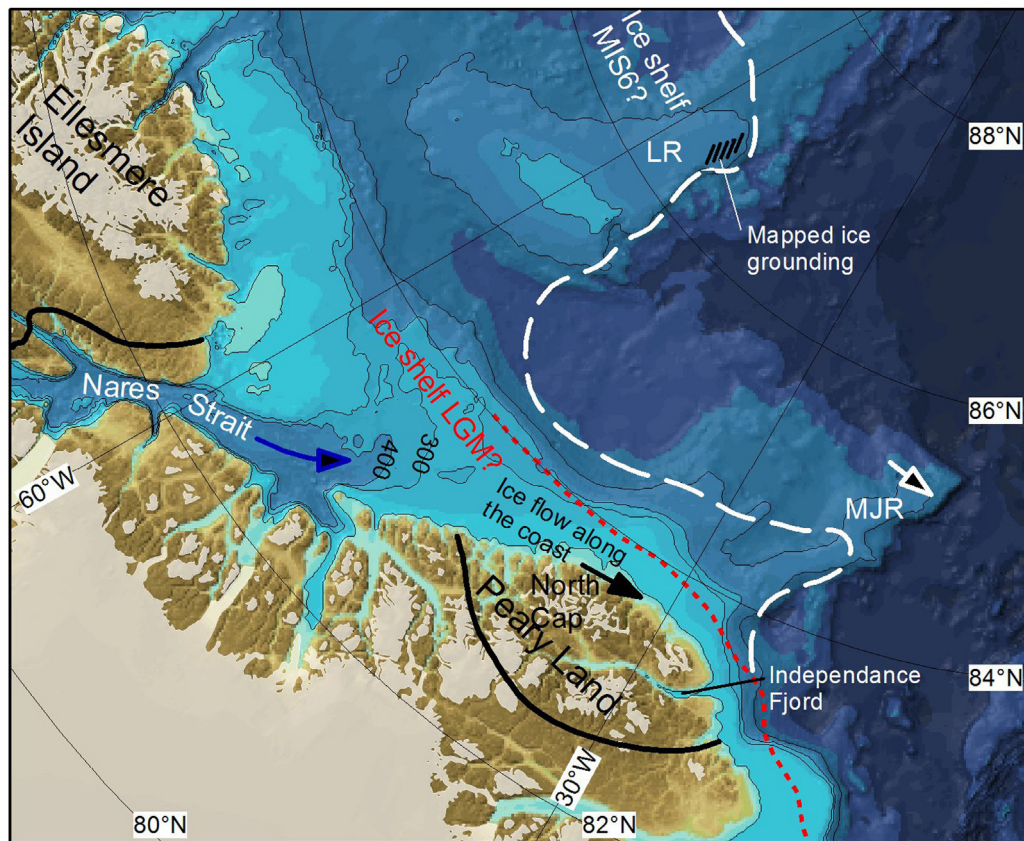 Ice shelf
MIS6?
Ellesmere
Island
88°N
LR
Mapped ice
grounding
Ice shelf LGM?
Nares
Strait
400
300
86°N
60°W
MJR
Ice flow along
the coast
North
Cap
Peary Land
Independance
Fjord
84°N
30°W
80°N
82°N